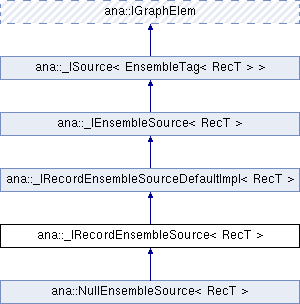 ana::IGraphElem
ana::_ISource< EnsembleTag< RecT > >
ana::_IEnsembleSource< RecT >
ana::_IRecordEnsembleSourceDefaultImpl< RecT >
ana::_IRecordEnsembleSource< RecT >
ana::NullEnsembleSource< RecT >